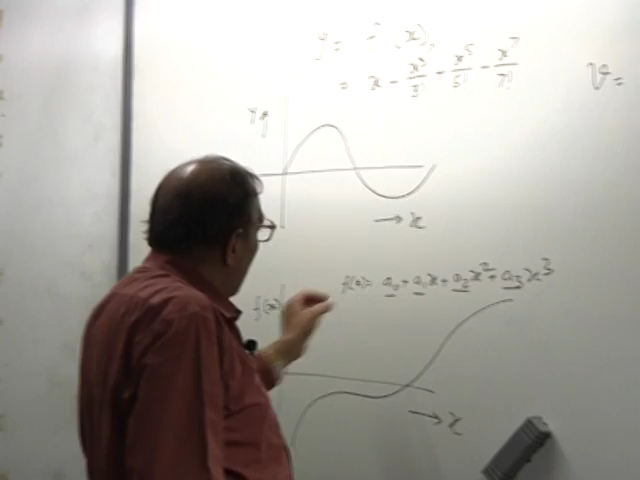 y = (x),
= x - x³/3! - x⁵/5! - x⁷/7!
v =
y
→ x
f(x)= a₀ + a₁x + a₂x² + a₃x³
f(x)
→ x